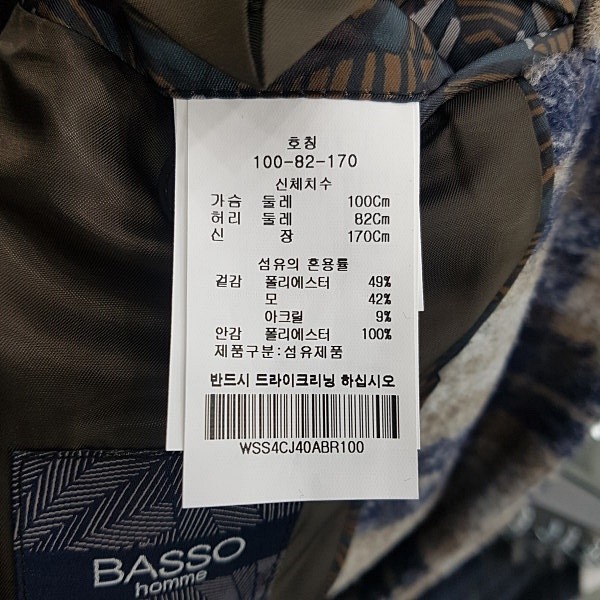 호칭
100-82-170
신체치수
가슴 둘레 100Cm
허리 둘레 82Cm
신 장 170Cm
섬유의 혼용률
겉감 폴리에스터 49%
모 42%
아크릴 9%
안감 폴리에스터 100%
제품구분:섬유제품
반드시 드라이크리닝 하십시오
WSS4CJ40ABR100
BASSO
homme